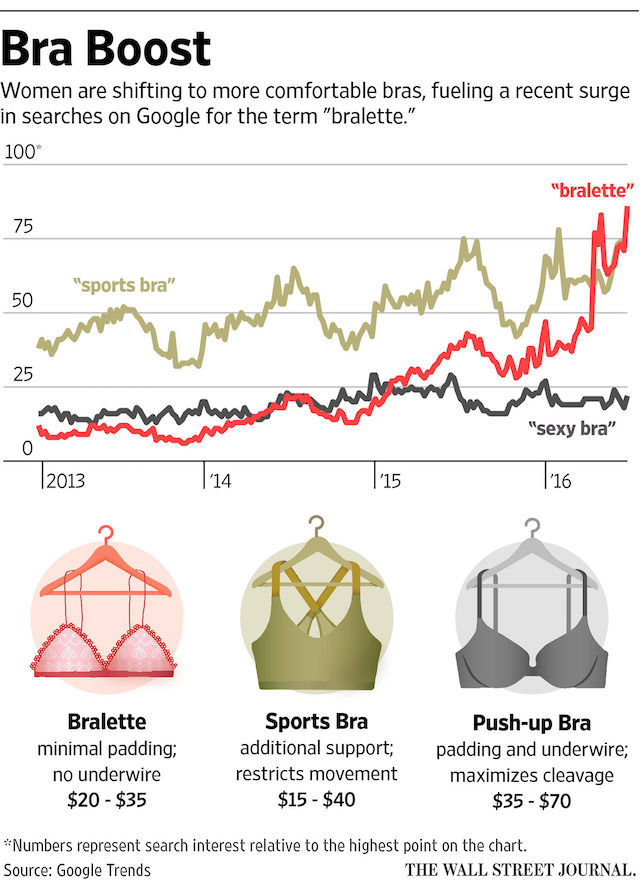 Bra Boost
Women are shifting to more comfortable bras, fueling a recent surge
in searches on Google for the term "bralette."
100*
"bralette"
75
"sports bra"
50
25
"sexy bra"
0
2013
'14
'15
'16
Bralette
minimal padding;
no underwire
$20 - $35
Sports Bra
additional support;
restricts movement
$15 - $40
Push-up Bra
padding and underwire;
maximizes cleavage
$35 - $70
*Numbers represent search interest relative to the highest point on the chart.
Source: Google Trends
THE WALL STREET JOURNAL.